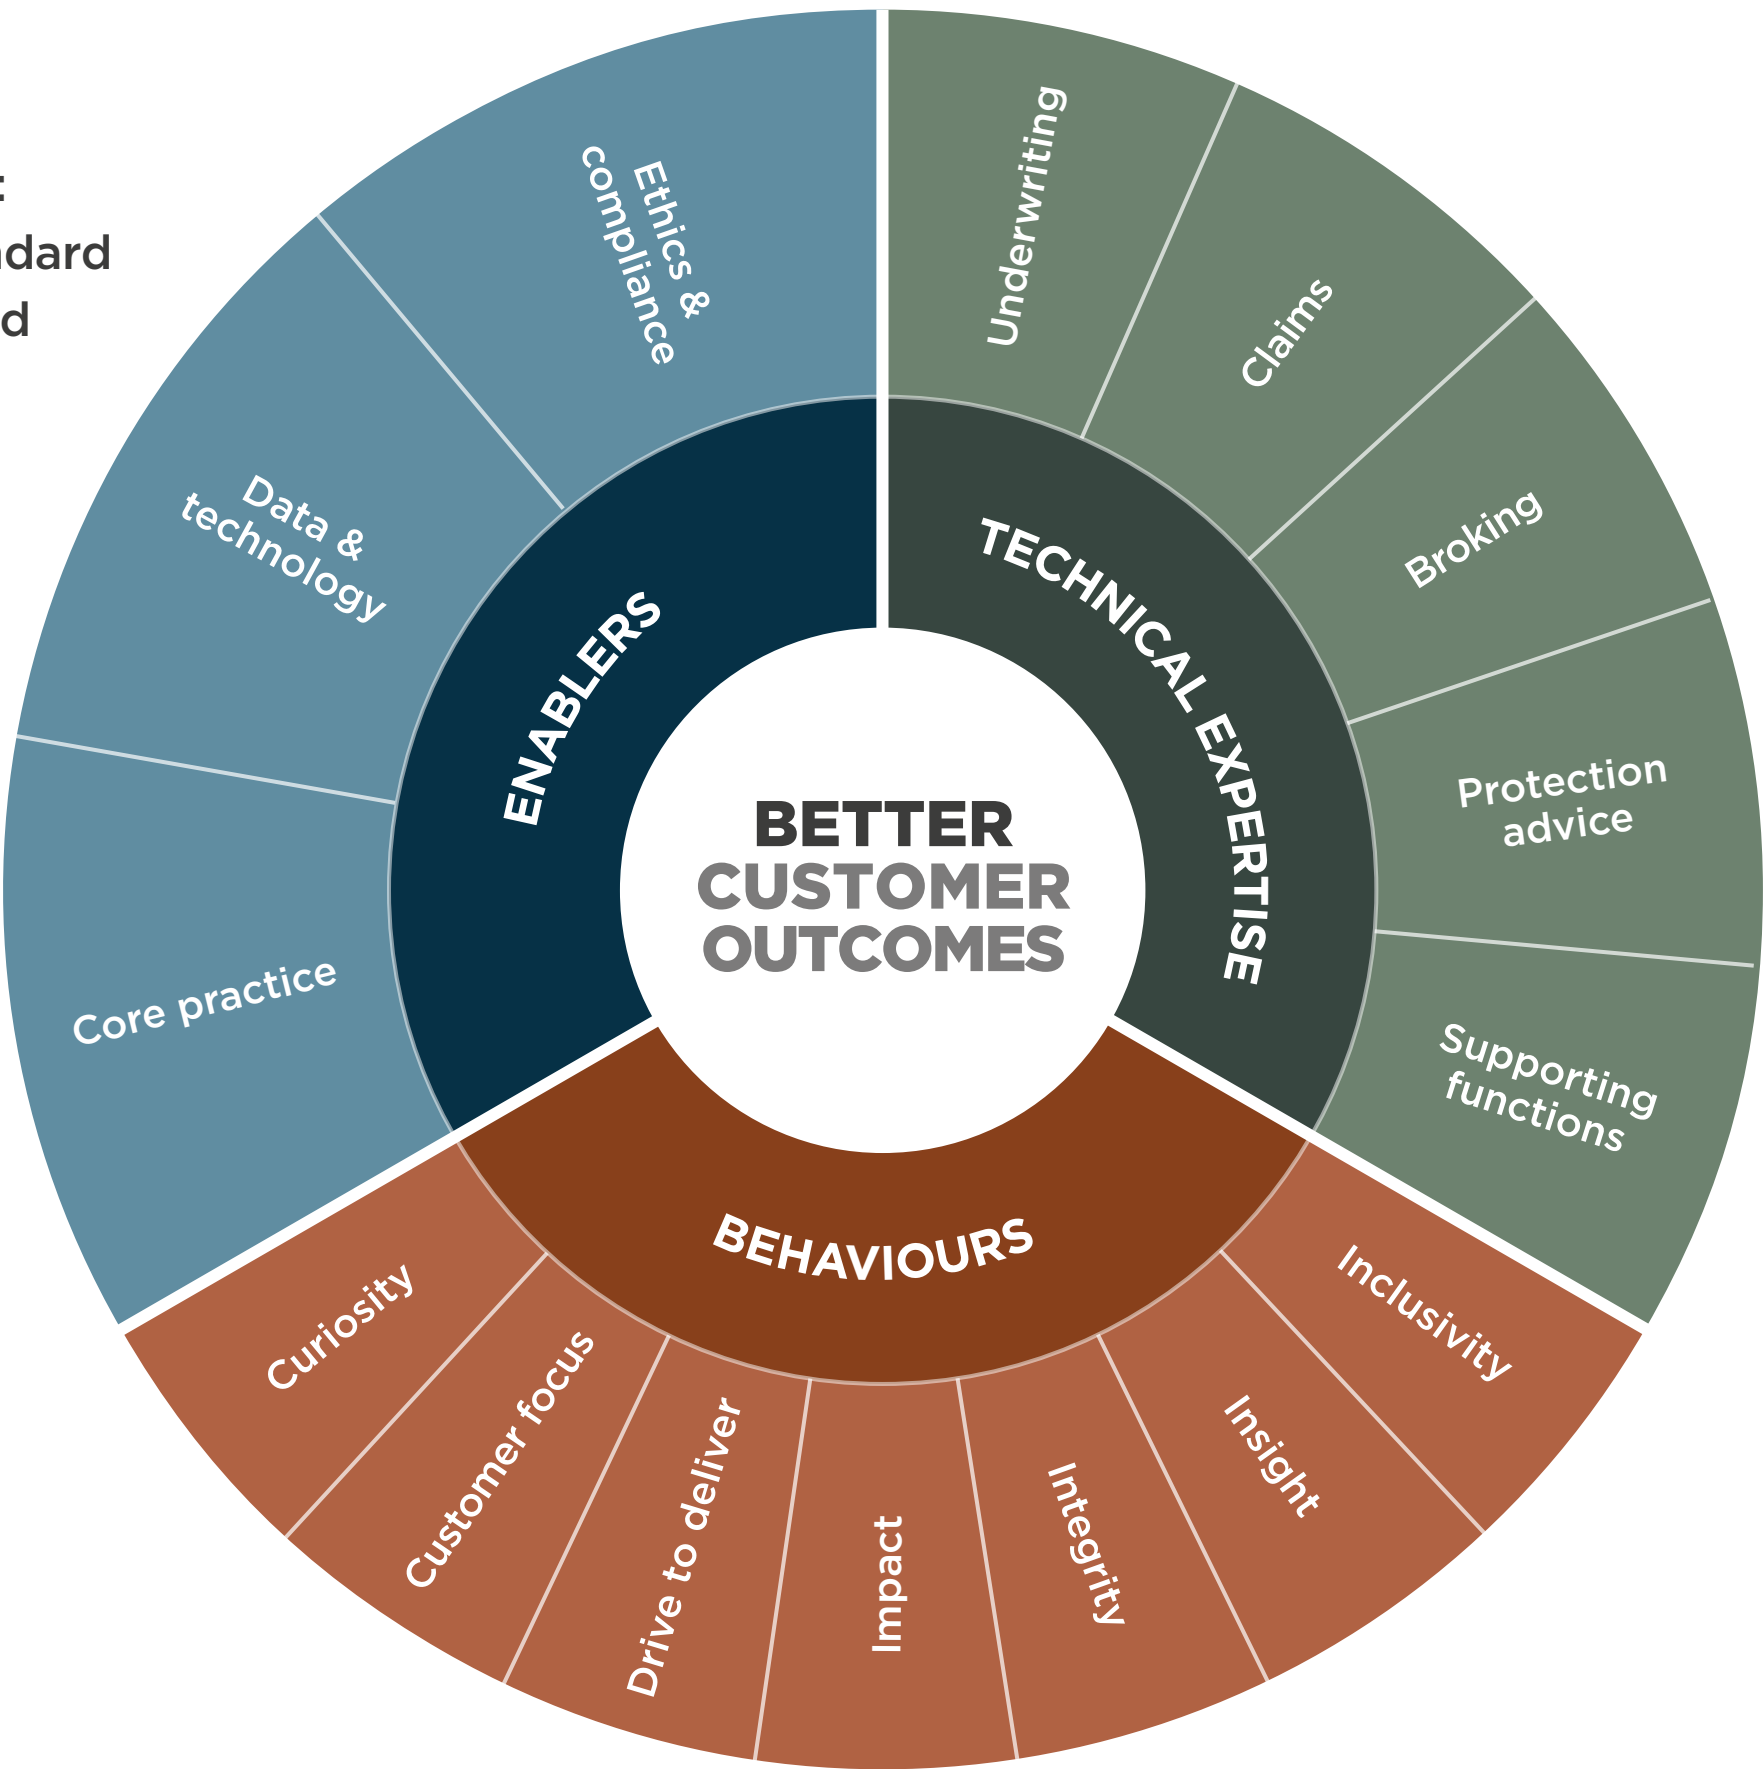 Ethics &
compliance
Data &
technology
Core practice
ENABLERS
Underwriting
Claims
Broking
Protection
advice
Supporting
functions
TECHNICAL EXPERTISE
BETTER
CUSTOMER
OUTCOMES
BEHAVIOURS
Curiosity
Customer focus
Drive to deliver
Impact
Integrity
Insight
Inclusivity